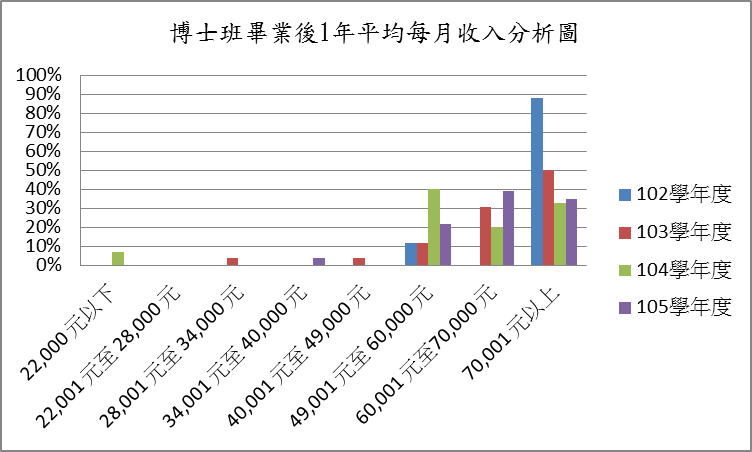 博士班畢業後1年平均每月收入分析圖
100%
90%
80%
70%
60%
50%
40%
30%
20%
10%
0%
22,000 元以下
22,001 元至 28,000 元
28,001 元至 34,000 元
34,001 元至 40,000 元
40,001 元至 49,000 元
49,001 元至 60,000 元
60,001 元至70,000 元
70,001 元以上
102學年度
103學年度
104學年度
105學年度